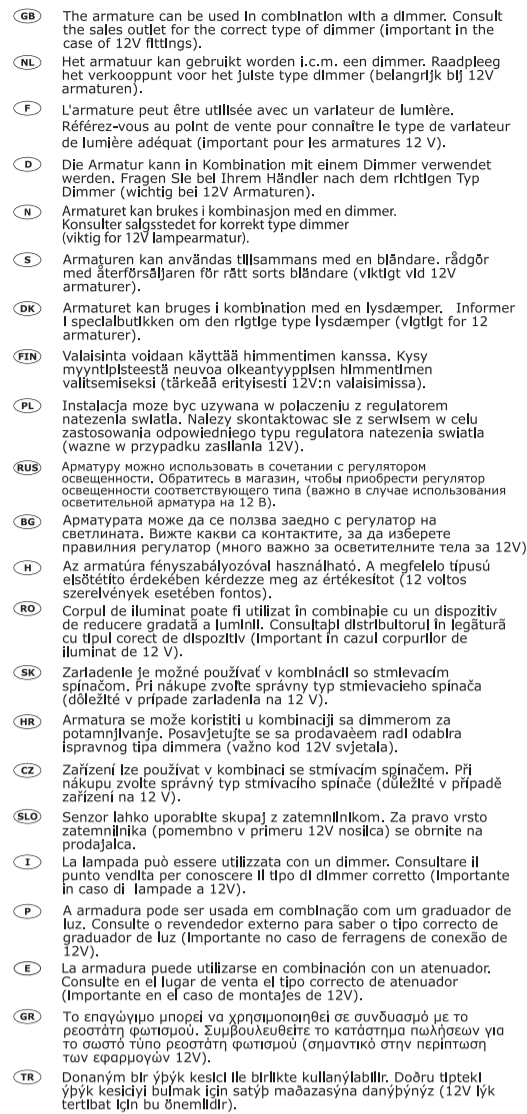 GB The armature can be used in combination with a dimmer. Consult
the sales outlet for the correct type of dimmer (important in the
case of 12V fittings).
NL Het armatuur kan gebruikt worden i.c.m. een dimmer. Raadpleeg
het verkooppunt voor het juiste type dimmer (belangrijk bij 12V
armaturen).
F L'armature peut être utilisée avec un variateur de lumière.
Référez-vous au point de vente pour connaître le type de variateur
de lumière adéquat (important pour les armatures 12 V).
D Die Armatur kann in Kombination mit einem Dimmer verwendet
werden. Fragen Sie bei Ihrem Händler nach dem richtigen Typ
Dimmer (wichtig bei 12V Armaturen).
N Armaturet kan brukes i kombinasjon med en dimmer.
Konsulter salgsstedet for korrekt type dimmer
(viktig for 12V lampearmatur).
S Armaturen kan användas tillsammans med en bländare. rådgör
med återförsäljaren för rätt sorts bländare (viktigt vid 12V
armaturer).
DK Armaturet kan bruges i kombination med en lysdæmper. Informer
I specialbutikken om den rigtige type lysdæmper (vigtigt for 12
armaturer).
FIN Valaisinta voidaan käyttää himmentimen kanssa. Kysy
myyntipisteestä neuvoa oikeantyyppisen himmentimen
valitsemiseksi (tärkeää erityisesti 12V:n valaisimissa).
PL Instalacja moze byc uzywana w polaczeniu z regulatorem
natezenia swiatla. Nalezy skontaktowac sie z serwisem w celu
zastosowania odpowiedniego typu regulatora natezenia swiatla
(wazne w przypadku zasilania 12V).
RUS Арматуру можно использовать в сочетании с регулятором
освещенности. Обратитесь в магазин, чтобы приобрести регулятор
освещенности соответствующего типа (важно в случае использования
осветительной арматура на 12 В).
BG Арматурата може да се ползва заедно с регулатор на
светлината. Вижте какви са контактите, за да изберете
правилния регулатор (много важно за осветителните тела за 12V)
H Az armatúra fényszabályozóval használható. A megfelelo típusú
elsötétíto érdekében kérdezze meg az értékesítot (12 voltos
szerelvények esetében fontos).
RO Corpul de iluminat poate fi utilizat în combinaþie cu un dispozitiv
de reducere gradatã a luminii. Consultaþi distribuitorul în legãturã
cu tipul corect de dispozitiv (important în cazul corpurilor de
iluminat de 12 V).
SK Zariadenie je možné používať v kombinácii so stmievacím
spínačom. Pri nákupe zvoľte správny typ stmievacieho spínača
(dôležité v prípade zariadenia na 12 V).
HR Armatura se može koristiti u kombinaciji sa dimmerom za
potamnjivanje. Posavjetujte se sa prodavaèem radi odabira
ispravnog tipa dimmera (važno kod 12V svjetala).
CZ Zařízení lze používat v kombinaci se stmívacím spínačem. Při
nákupu zvolte správný typ stmívacího spínače (důležité v případě
zařízení na 12 V).
SLO Senzor lahko uporabite skupaj z zatemnilnikom. Za pravo vrsto
zatemnilnika (pomembno v primeru 12V nosilca) se obrnite na
prodajalca.
I La lampada può essere utilizzata con un dimmer. Consultare il
punto vendita per conoscere il tipo di dimmer corretto (importante
in caso di lampade a 12V).
P A armadura pode ser usada em combinação com um graduador de
luz. Consulte o revendedor externo para saber o tipo correcto de
graduador de luz (Importante no caso de ferragens de conexão de
12V).
E La armadura puede utilizarse en combinación con un atenuador.
Consulte en el lugar de venta el tipo correcto de atenuador
(Importante en el caso de montajes de 12V).
GR Το επαγώγιμο μπορεί να χρησιμοποιηθεί σε συνδυασμό με το
ρεοστάτη φωτισμού. Συμβουλευθείτε το κατάστημα πωλήσεων για
το σωστό τύπο ρεοστάτη φωτισμού (σημαντικό στην περίπτωση
των εφαρμογών 12V).
TR Donaným bir ýþýk kesici ile birlikte kullanýlabilir. Doðru tipteki
ýþýk kesiciyi bulmak için satýþ maðazasýna danýþýnýz (12V lýk
tertibat için bu önemlidir).